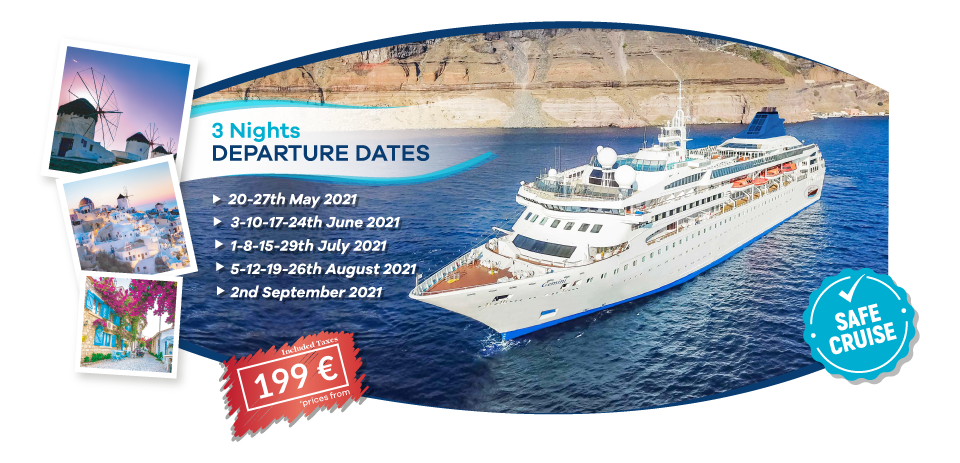 3 Nights
DEPARTURE DATES
20-27th May 2021
3-10-17-24th June 2021
1-8-15-29th July 2021
5-12-19-26th August 2021
2nd September 2021
Included Taxes
199 €
*prices from
SAFE
CRUISE